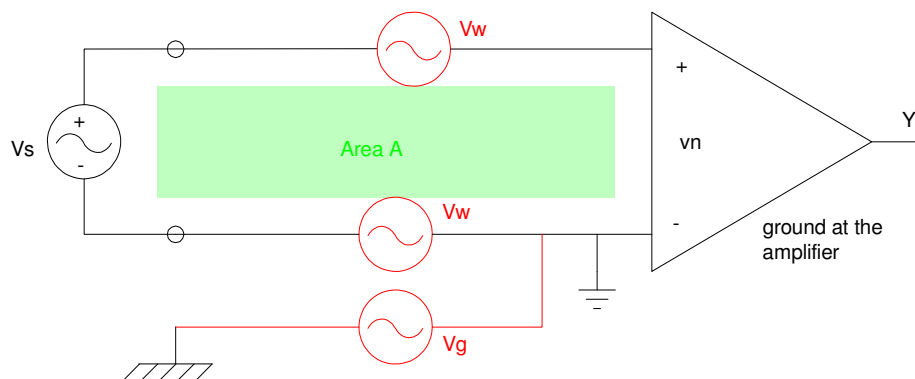 Vw
+
Y
+
Vs
Area A
vn
-
Vw
-
ground at the
amplifier
Vg